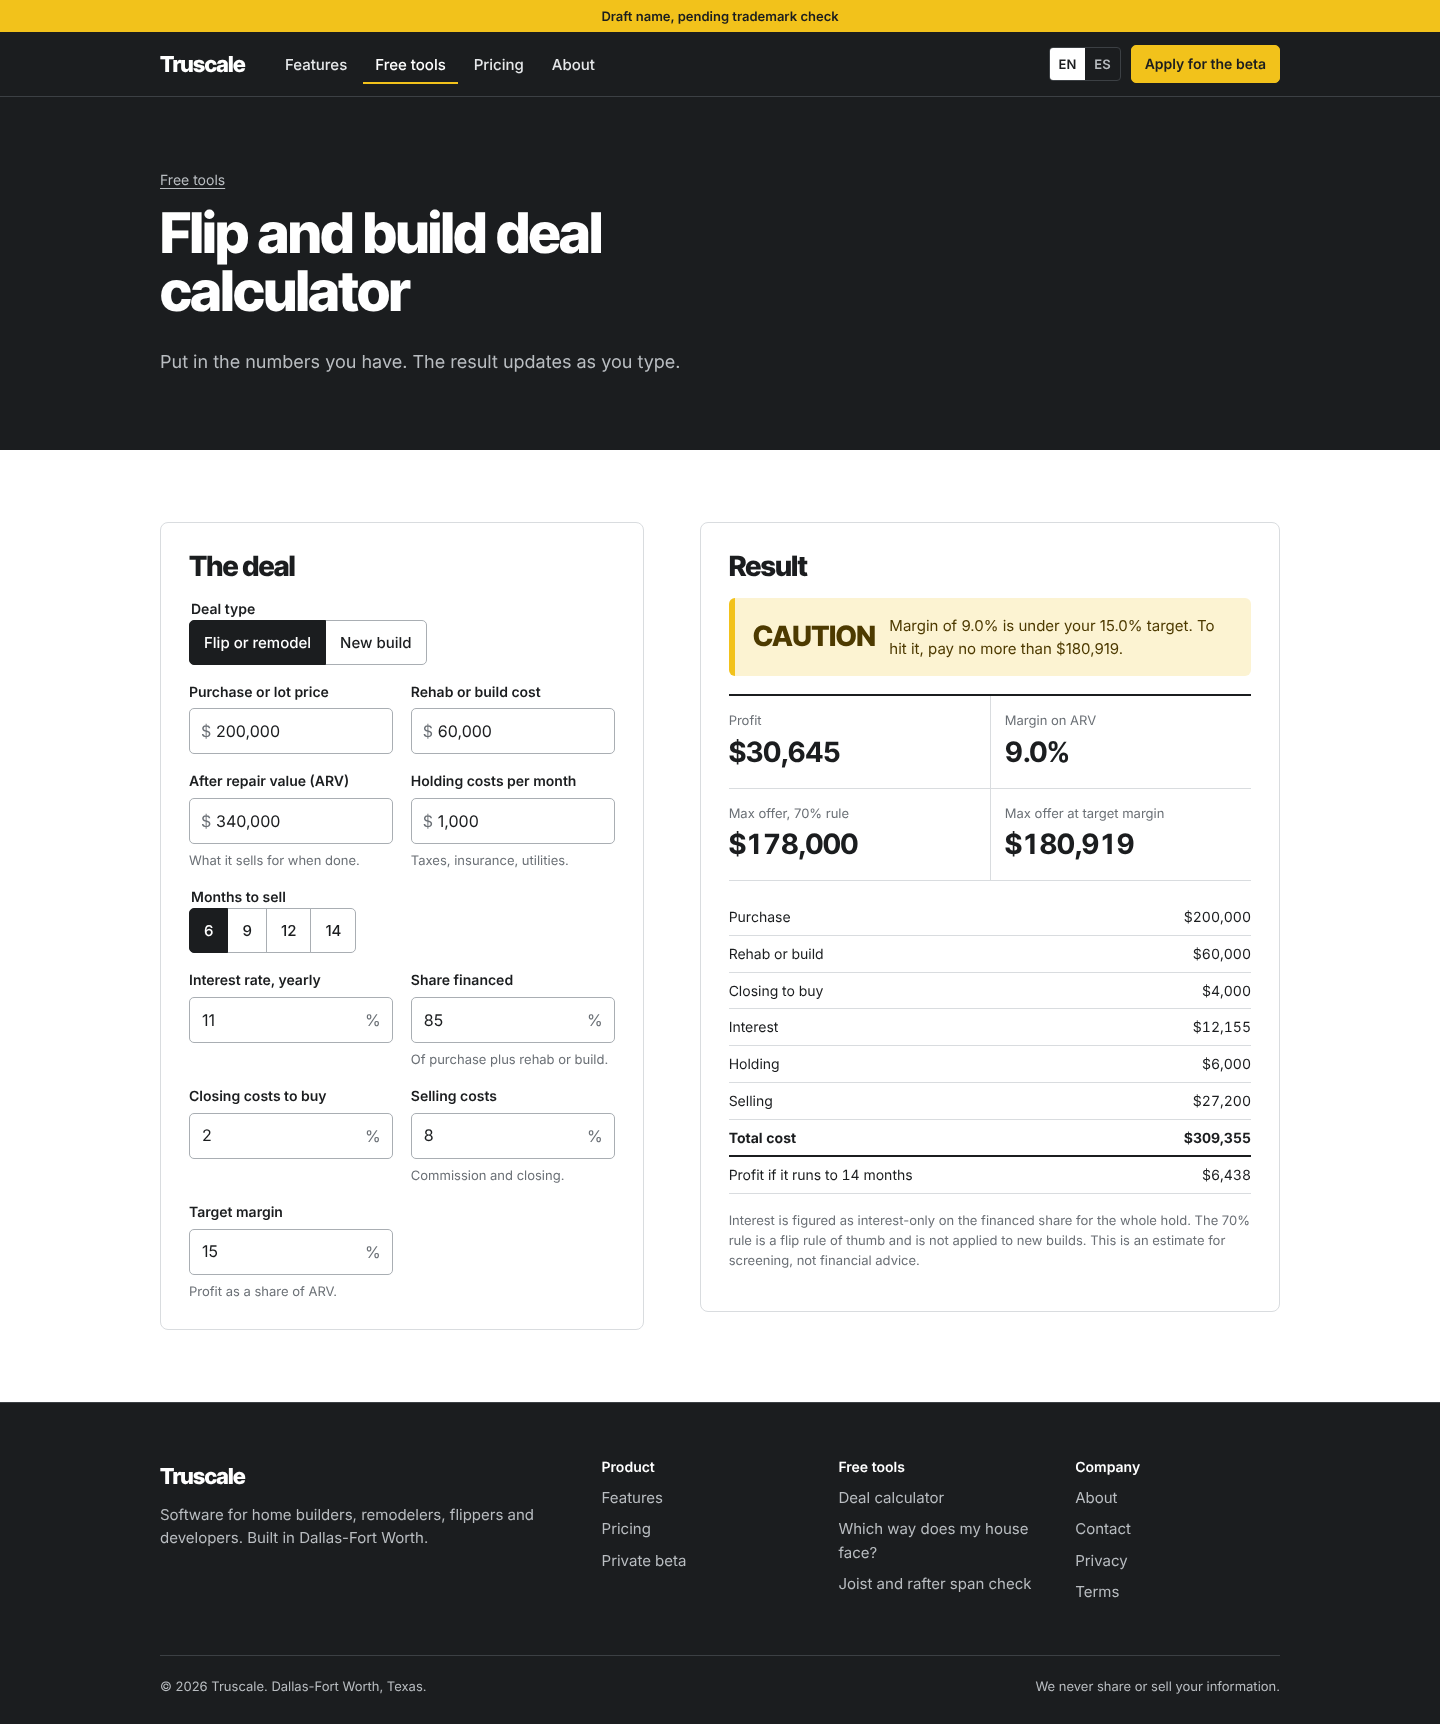 Draft name, pending trademark check
Truscale
Features
Free tools
Pricing
About
EN
ES
Apply for the beta
Free tools
Flip and build deal
calculator
Put in the numbers you have. The result updates as you type.
The deal
Deal type
Flip or remodel
New build
Purchase or lot price
$ 200,000
Rehab or build cost
$ 60,000
After repair value (ARV)
$ 340,000
What it sells for when done.
Holding costs per month
$ 1,000
Taxes, insurance, utilities.
Months to sell
6
9
12
14
Interest rate, yearly
11 %
Share financed
85 %
Of purchase plus rehab or build.
Closing costs to buy
2 %
Selling costs
8 %
Commission and closing.
Target margin
15 %
Profit as a share of ARV.
Result
CAUTION
Margin of 9.0% is under your 15.0% target. To
hit it, pay no more than $180,919.
Profit
$30,645
Margin on ARV
9.0%
Max offer, 70% rule
$178,000
Max offer at target margin
$180,919
Purchase $200,000
Rehab or build $60,000
Closing to buy $4,000
Interest $12,155
Holding $6,000
Selling $27,200
Total cost $309,355
Profit if it runs to 14 months $6,438
Interest is figured as interest-only on the financed share for the whole hold. The 70%
rule is a flip rule of thumb and is not applied to new builds. This is an estimate for
screening, not financial advice.
Truscale
Software for home builders, remodelers, flippers and
developers. Built in Dallas-Fort Worth.
Product
Features
Pricing
Private beta
Free tools
Deal calculator
Which way does my house
face?
Joist and rafter span check
Company
About
Contact
Privacy
Terms
© 2026 Truscale. Dallas-Fort Worth, Texas.
We never share or sell your information.